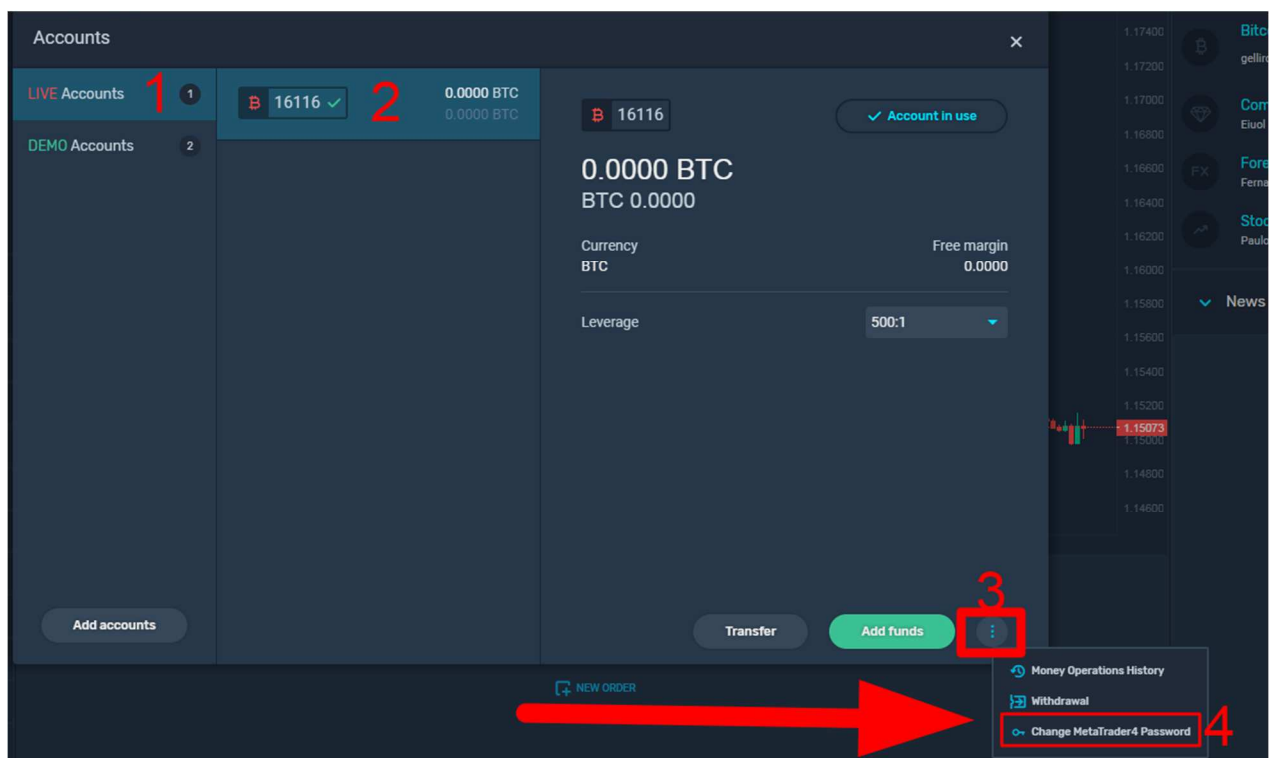 Accounts
LIVE Accounts 1 1
DEMO Accounts 2
16116 2 0.0000 BTC
0.0000 BTC
16116
Account in use
0.0000 BTC
BTC 0.0000
Currency Free margin
BTC 0.0000
Leverage 500:1
3
Add accounts
Transfer
Add funds
NEW ORDER
Money Operations History
Withdrawal
Change MetaTrader4 Password 4
1.17400
1.17200
1.17000
1.16800
1.16600
1.16400
1.16200
1.16000
1.15800
1.15600
1.15400
1.15200
1.15073
1.15000
1.14800
1.14600
FX
News